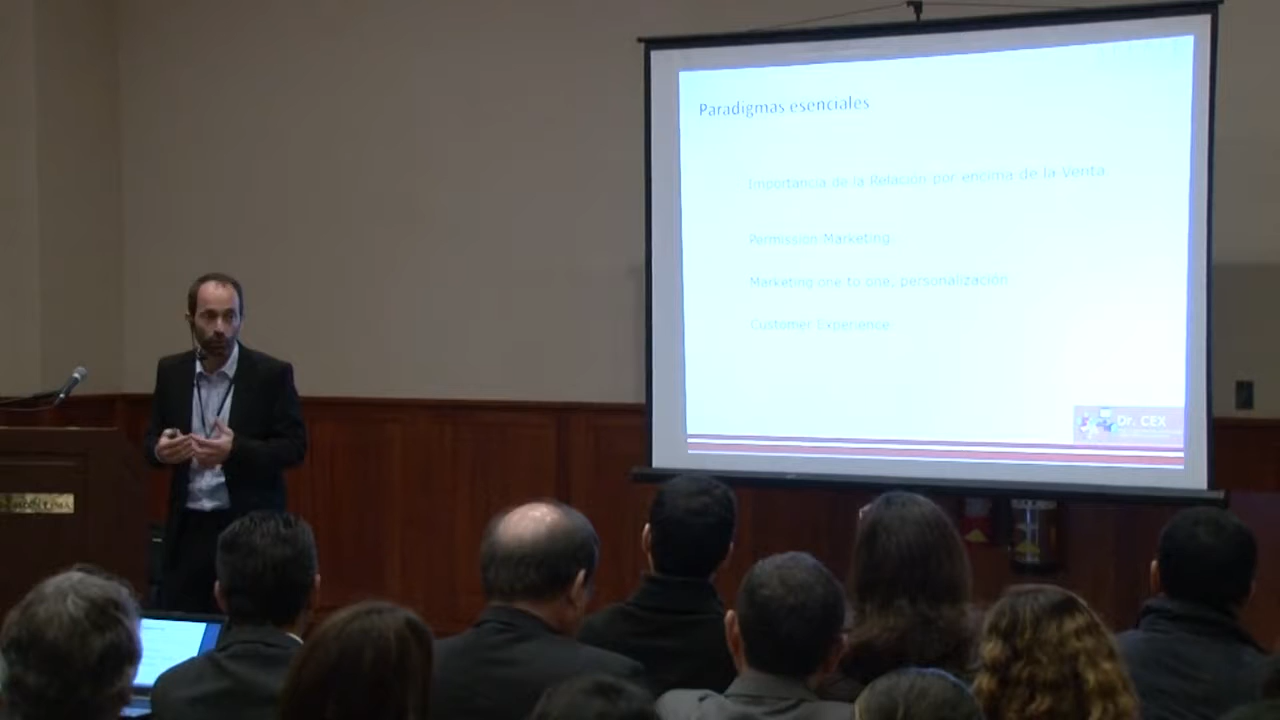 Paradigmas esenciales
Importancia de la Relación por encima de la Venta.
Permission Marketing.
Marketing one to one, personalización
Customer Experience.
Dr. CEX